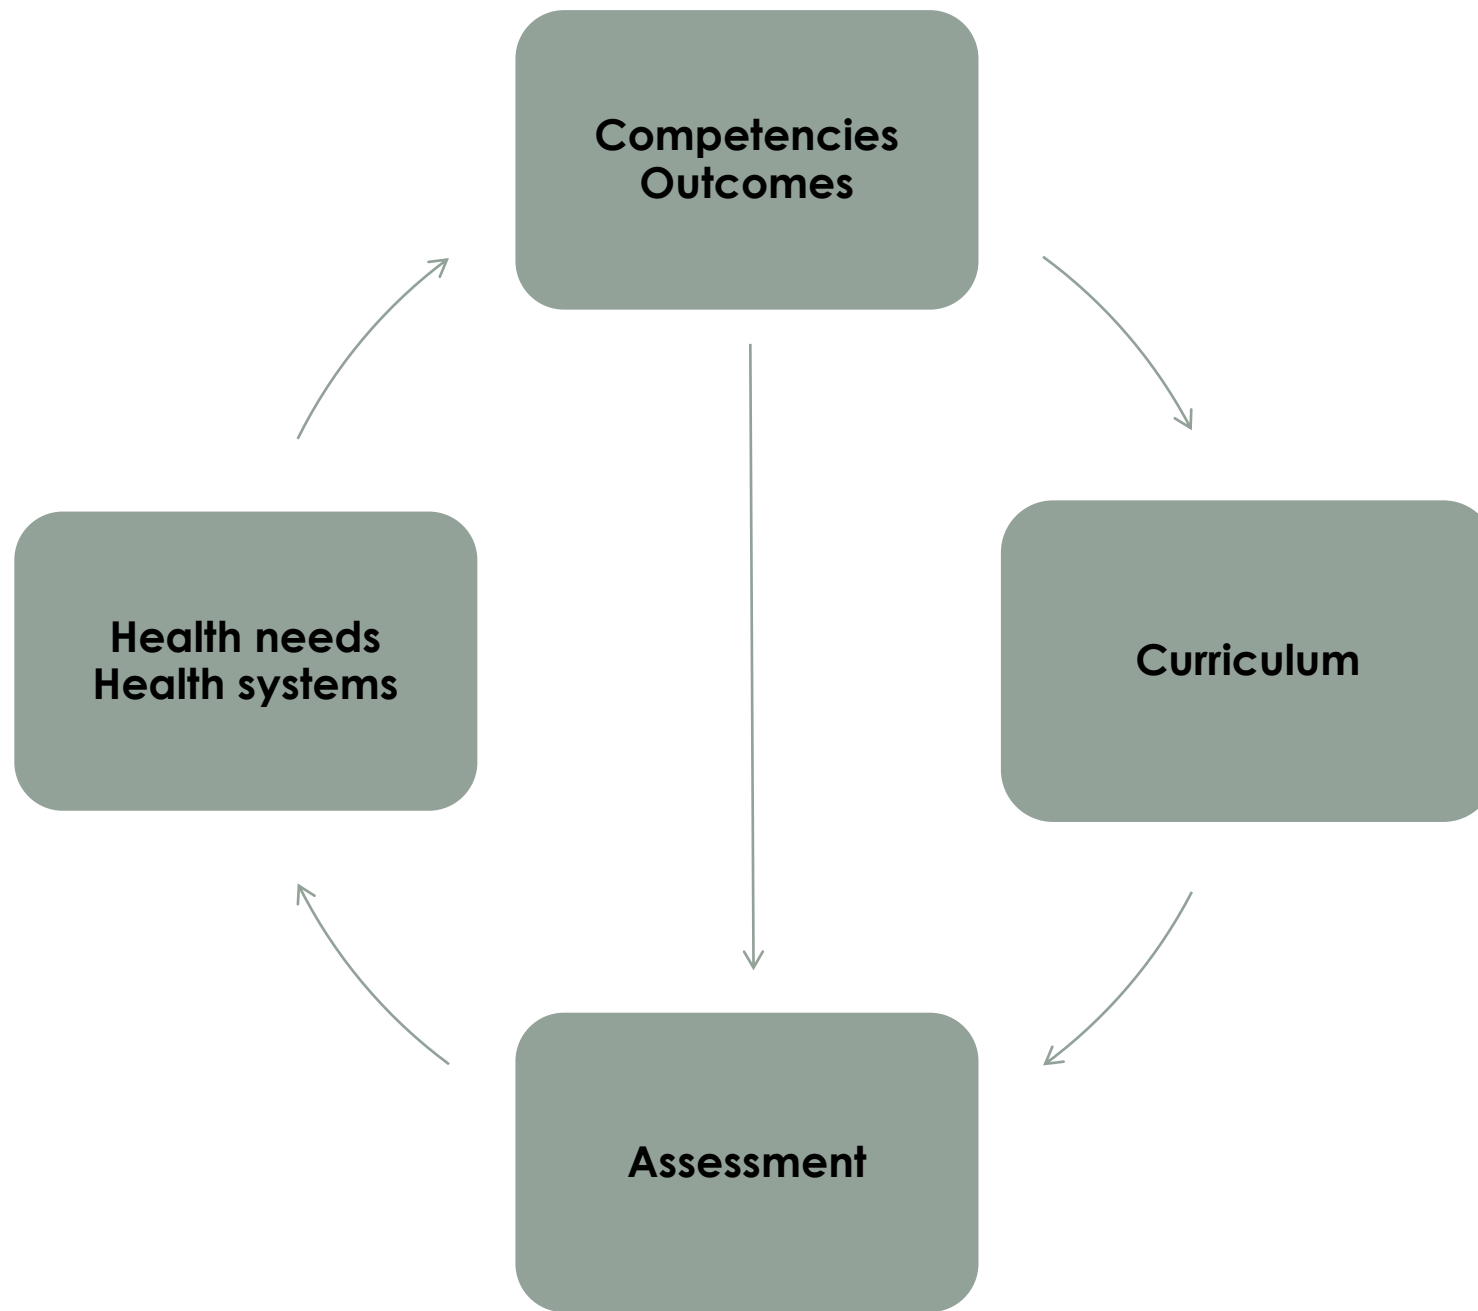 Competencies
Outcomes
Health needs
Health systems
Curriculum
Assessment